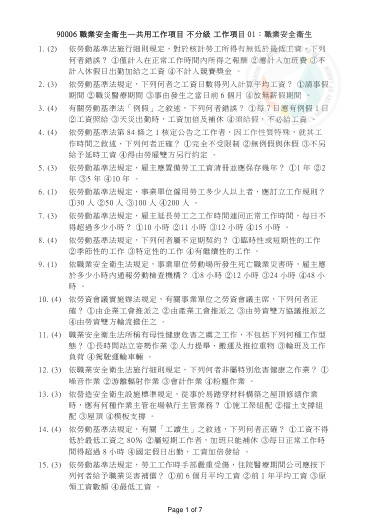 90006 職業安全衛生—共用工作項目 不分級 工作項目 01：職業安全衛生
1. (2) 依勞動基準法施行細則規定，對於核計勞工所得有無低於最低工資，下列
何者錯誤？ ①僅計入在正常工作時間內所得之報酬 ②應計入加班費 ③不
計入休假日出勤加給之工資 ④不計入競賽獎金 。
2. (3) 依勞動基準法規定，下列何者之工資日數得列入計算平均工資？ ①請事假
期間 ②職災醫療期間 ③事由發生之當日前 6 個月 ④放無薪假期間 。
3. (4) 有關勞動基準法「例假」之敘述，下列何者錯誤？ ①每 7 日應有例假 1 日
②工資照給 ③天災出勤時，工資加倍及補休 ④須給假，不必給工資 。
4. (4) 依勞動基準法第 84 條之 1 核定公告之工作者，因工作性質特殊，就其工
作時間之敘述，下列何者正確？ ①完全不受限制 ②無例假與休假 ③不另
給予延時工資 ④得由勞雇雙方另行約定 。
5. (3) 依勞動基準法規定，雇主應置備勞工工資清冊並應保存幾年？ ①1 年 ②2
年 ③5 年 ④10 年 。
6. (1) 依勞動基準法規定，事業單位僱用勞工多少人以上者，應訂立工作規則？
①30 人 ②50 人 ③100 人 ④200 人 。
7. (3) 依勞動基準法規定，雇主延長勞工之工作時間連同正常工作時間，每日不
得超過多少小時？ ①10 小時 ②11 小時 ③12 小時 ④15 小時 。
8. (4) 依勞動基準法規定，下列何者屬不定期契約？ ①臨時性或短期性的工作
②季節性的工作 ③特定性的工作 ④有繼續性的工作 。
9. (1) 依職業安全衛生法規定，事業單位勞動場所發生死亡職業災害時，雇主應
於多少小時內通報勞動檢查機構？ ①8 小時 ②12 小時 ③24 小時 ④48 小
時 。
10. (4) 依勞資會議實施辦法規定，有關事業單位之勞資會議主席，下列何者正
確？ ①由企業工會推派之 ②由產業工會推派之 ③由勞資雙方協議推派之
④由勞資雙方輪流擔任之 。
11. (4) 職業安全衛生法所稱有母性健康危害之虞之工作，不包括下列何種工作型
態？ ①長時間站立姿勢作業 ②人力提舉、搬運及推拉重物 ③輪班及工作
負荷 ④駕駛運輸車輛 。
12. (3) 依職業安全衛生法施行細則規定，下列何者非屬特別危害健康之作業？ ①
噪音作業 ②游離輻射作業 ③會計作業 ④粉塵作業 。
13. (3) 依營造安全衛生設施標準規定，從事於易踏穿材料構築之屋頂修繕作業
時，應有何種作業主管在場執行主管業務？ ①施工架組配 ②擋土支撐組
配 ③屋頂 ④模板支撐 。
14. (4) 依勞動基準法規定，有關「工讀生」之敘述，下列何者正確？ ①工資不得
低於最低工資之 80% ②屬短期工作者，加班只能補休 ③每日正常工作時
間得超過 8 小時 ④國定假日出勤，工資加倍發給 。
15. (3) 依勞動基準法規定，勞工工作時手部嚴重受傷，住院醫療期間公司應按下
列何者給予職業災害補償？ ①前 6 個月平均工資 ②前 1 年平均工資 ③原
領工資數額 ④最低工資 。
Page 1 of 7